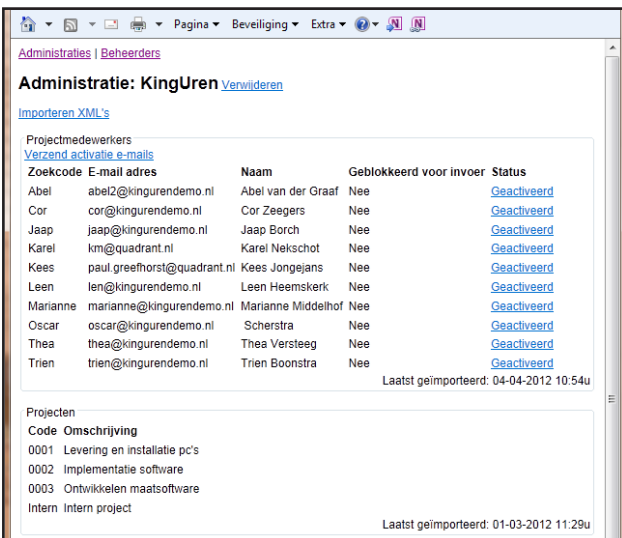 Pagina Beveiliging Extra
Administraties | Beheerders
Administratie: KingUren Verwijderen
Importeren XML's
Projectmedewerkers
Verzend activatie e-mails
Zoekcode E-mail adres Naam Geblokkeerd voor invoer Status
Abel abel2@kingurendemo.nl Abel van der Graaf Nee Geactiveerd
Cor cor@kingurendemo.nl Cor Zeegers Nee Geactiveerd
Jaap jaap@kingurendemo.nl Jaap Borch Nee Geactiveerd
Karel km@quadrant.nl Karel Nekschot Nee Geactiveerd
Kees paul.greefhorst@quadrant.nl Kees Jongejans Nee Geactiveerd
Leen len@kingurendemo.nl Leen Heemskerk Nee Geactiveerd
Marianne marianne@kingurendemo.nl Marianne Middelhof Nee Geactiveerd
Oscar oscar@kingurendemo.nl Scherstra Nee Geactiveerd
Thea thea@kingurendemo.nl Thea Versteeg Nee Geactiveerd
Trien trien@kingurendemo.nl Trien Boonstra Nee Geactiveerd
Laatst geïmporteerd: 04-04-2012 10:54u
Projecten
Code Omschrijving
0001 Levering en installatie pc's
0002 Implementatie software
0003 Ontwikkelen maatsoftware
Intern Intern project
Laatst geïmporteerd: 01-03-2012 11:29u